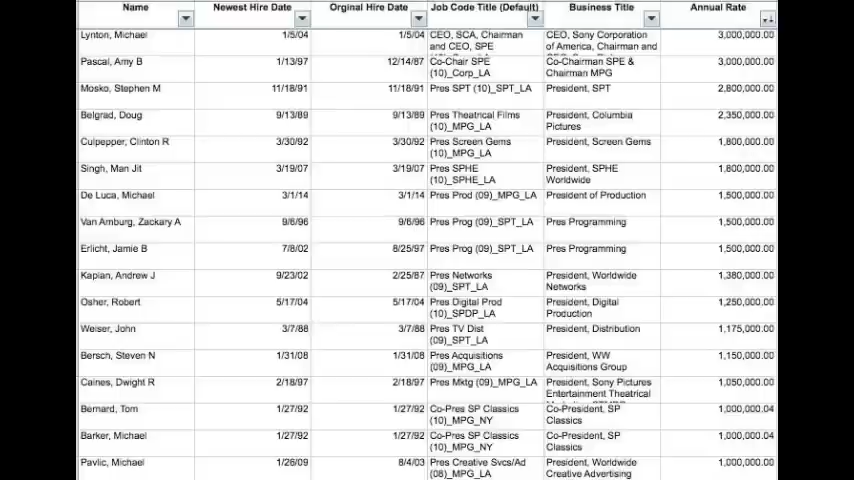 Name Newest Hire Date Orginal Hire Date Job Code Title (Default) Business Title Annual Rate
Lynton, Michael 1/5/04 1/5/04 CEO, SCA, Chairman CEO, Sony Corporation 3,000,000.00
and CEO, SPE of America, Chairman and
Pascal, Amy B 1/13/97 12/14/87 Co-Chair SPE Co-Chairman SPE & 3,000,000.00
(10)_Corp_LA Chairman MPG
Mosko, Stephen M 11/18/91 11/18/91 Pres SPT (10)_SPT_LA President, SPT 2,800,000.00
Belgrad, Doug 9/13/89 9/13/89 Pres Theatrical Films President, Columbia 2,350,000.00
(10)_MPG_LA Pictures
Culpepper, Clinton R 3/30/92 3/30/92 Pres Screen Gems President, Screen Gems 1,800,000.00
(10)_MPG_LA
Singh, Man Jit 3/19/07 3/19/07 Pres SPHE President, SPHE 1,800,000.00
(10)_SPHE_LA Worldwide
De Luca, Michael 3/1/14 3/1/14 Pres Prod (09)_MPG_LA President of Production 1,500,000.00
Van Amburg, Zackary A 9/6/96 9/6/96 Pres Prog (09)_SPT_LA Pres Programming 1,500,000.00
Erlicht, Jamie B 7/8/02 8/25/97 Pres Prog (09)_SPT_LA Pres Programming 1,500,000.00
Kaplan, Andrew J 9/23/02 2/25/87 Pres Networks President, Worldwide 1,380,000.00
(09)_SPT_LA Networks
Osher, Robert 5/17/04 5/17/04 Pres Digital Prod President, Digital 1,250,000.00
(10)_SPDP_LA Production
Weiser, John 3/7/88 3/7/88 Pres TV Dist President, Distribution 1,175,000.00
(09)_SPT_LA
Bersch, Steven N 1/31/08 1/31/08 Pres Acquisitions President, WW 1,150,000.00
(09)_MPG_LA Acquisitions Group
Caines, Dwight R 2/18/97 2/18/97 Pres Mktg (09)_MPG_LA President, Sony Pictures 1,050,000.00
Entertainment Theatrical
Bernard, Tom 1/27/92 1/27/92 Co-Pres SP Classics Co-President, SP 1,000,000.04
(10)_MPG_NY Classics
Barker, Michael 1/27/92 1/27/92 Co-Pres SP Classics Co-President, SP 1,000,000.04
(10)_MPG_NY Classics
Pavlic, Michael 1/26/09 8/4/03 Pres Creative Svcs/Ad President, Worldwide 1,000,000.00
(08)_MPG_LA Creative Advertising